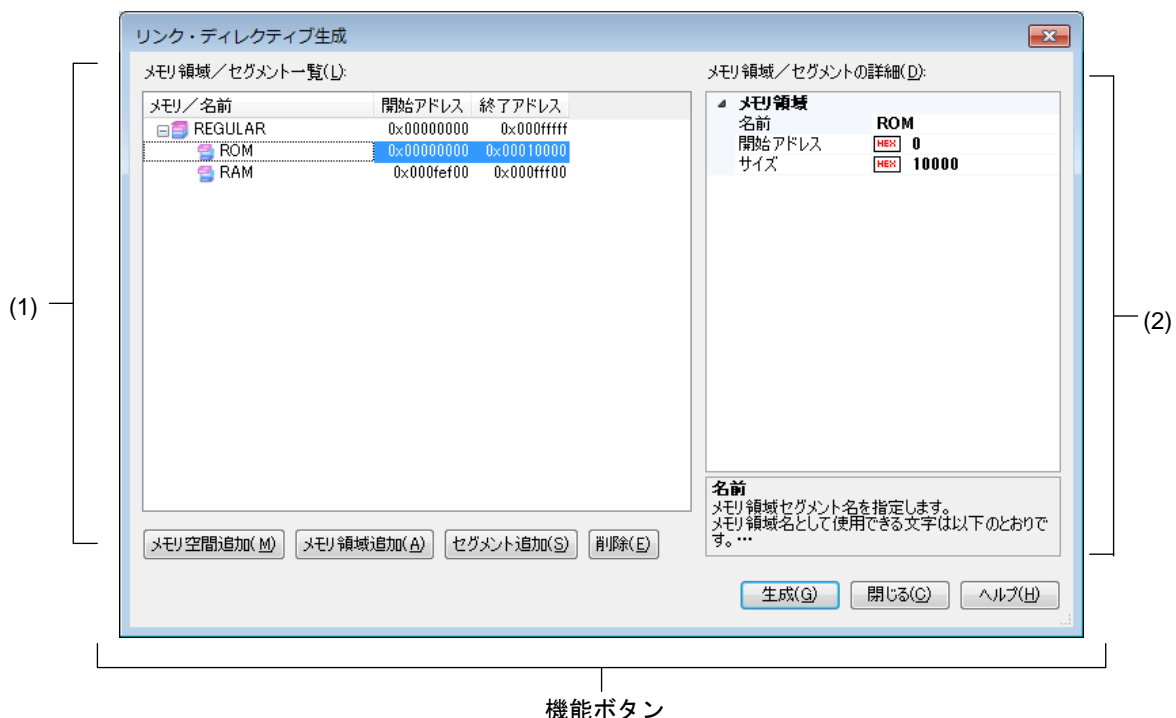 リンク・ディレクティブ生成
メモリ領域/セグメント一覧(L):
メモリ/名前 開始アドレス 終了アドレス
REGULAR 0x00000000 0x000fffff
ROM 0x00000000 0x00010000
RAM 0x000fef00 0x000fff00
メモリ空間追加(M) メモリ領域追加(A) セグメント追加(S) 削除(E)
メモリ領域/セグメントの詳細(D):
メモリ領域
名前 ROM
開始アドレス HEX 0
サイズ HEX 10000
名前
メモリ領域セグメント名を指定します。
メモリ領域名として使用できる文字は以下のとおりで
す。…
生成(G) 閉じる(C) ヘルプ(H)
(1)
(2)
機能ボタン